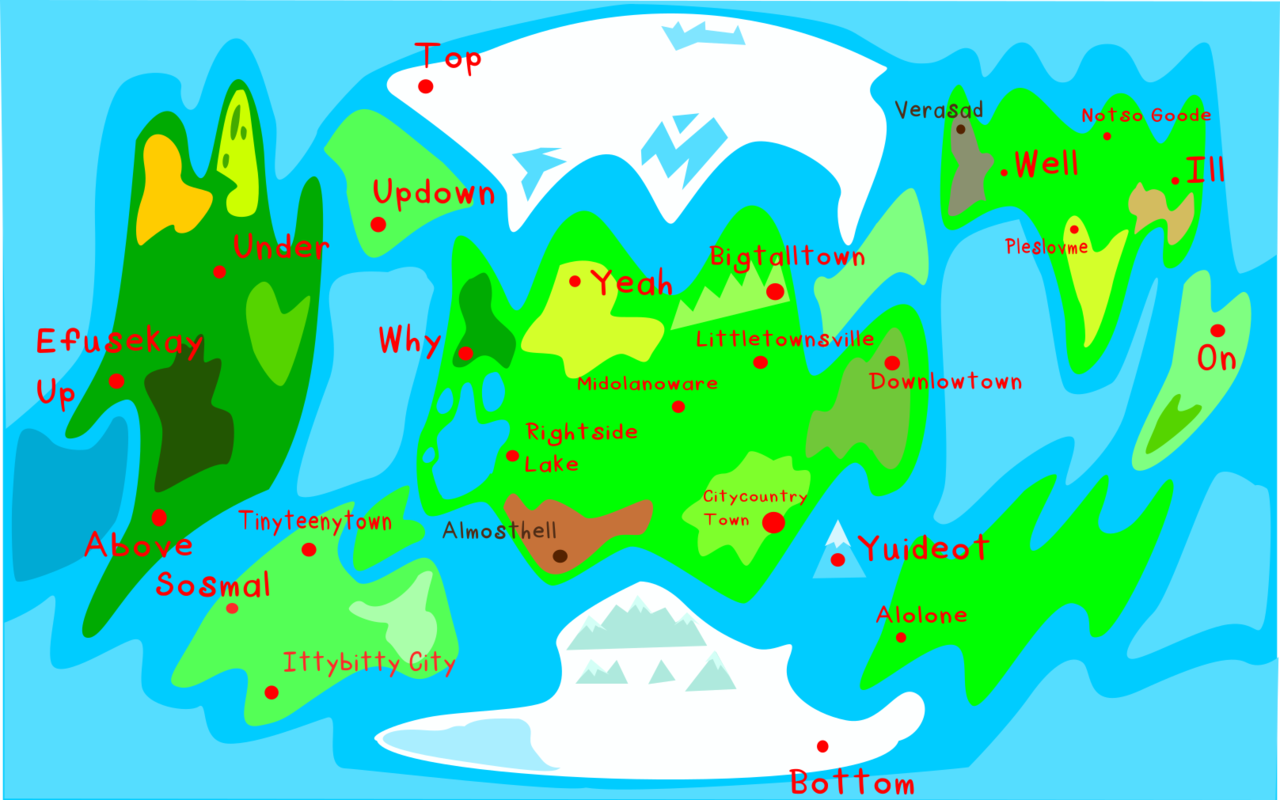 Top
Verasad
Notso Goode
Well
Ill
Updown
Under
Pleslovme
Bigtalltown
Yeah
Efusekay
Why
Littletownsville
On
Up
Midolanoware
Downlowtown
Rightside
Lake
Citycountry
Town
Tinyteenytown
Almosthell
Above
Yuideot
Sosmal
Alolone
Ittybitty City
Bottom